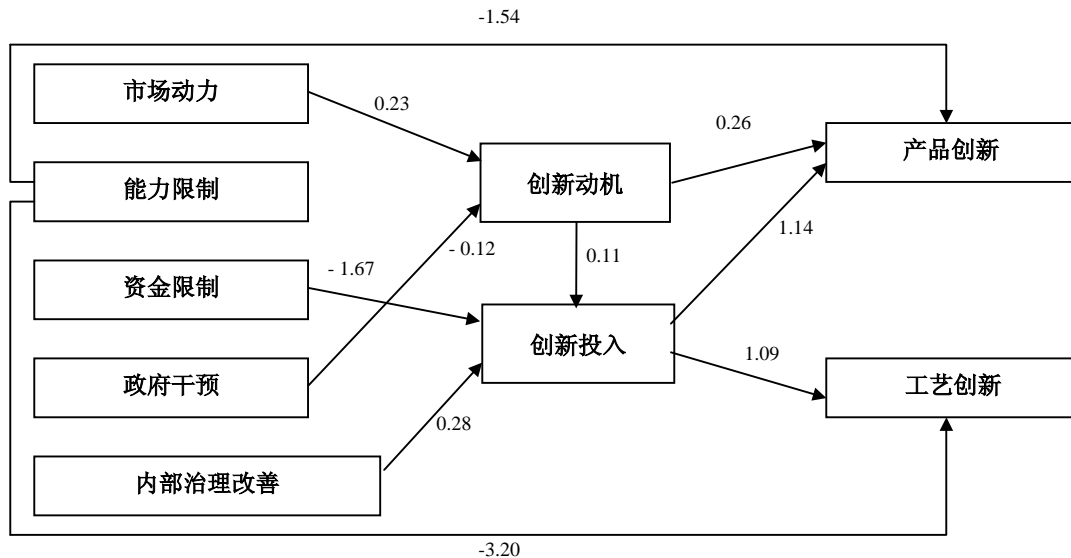 -1.54
市场动力
0.23
0.26
产品创新
创新动机
能力限制
1.14
- 0.12
0.11
资金限制
- 1.67
创新投入
1.09
政府干预
工艺创新
0.28
内部治理改善
-3.20